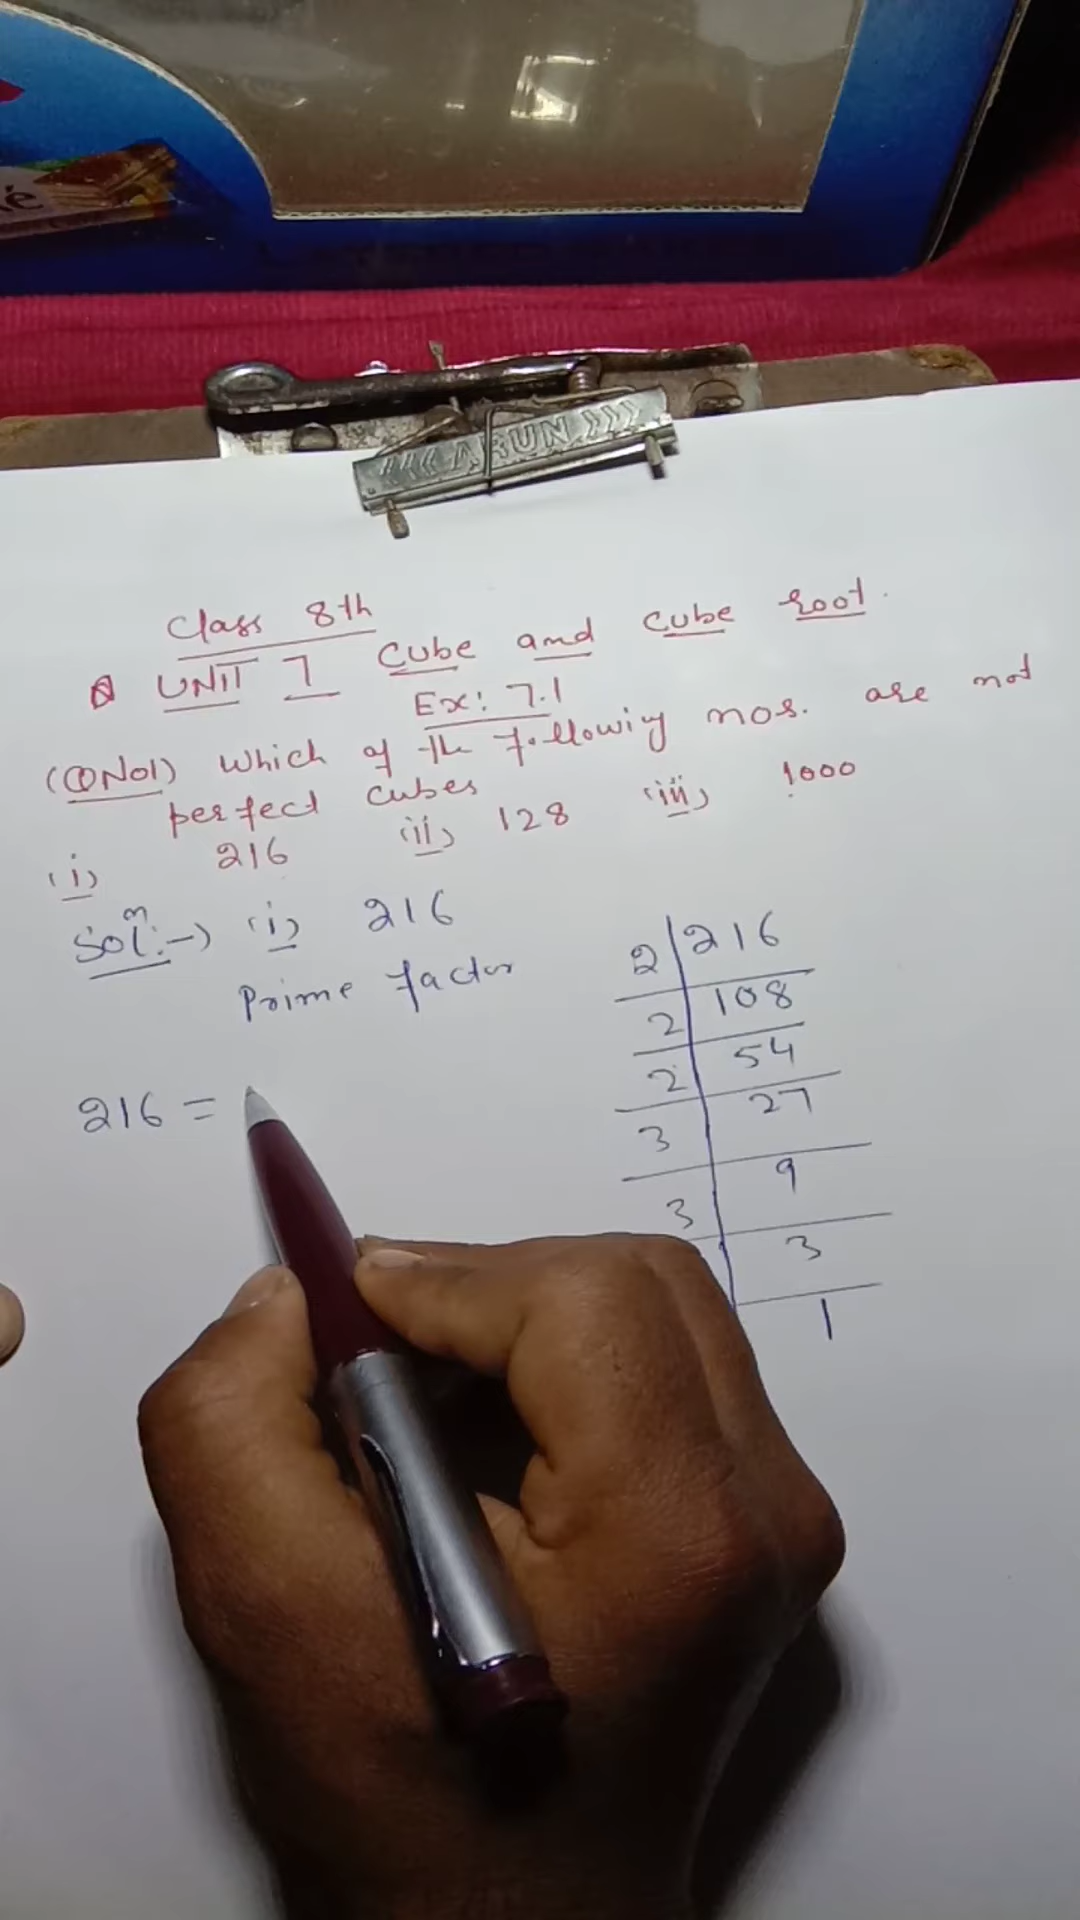 ARUN
Class 8th
UNIT 7 Cube and Cube root.
Ex: 7.1
(QNo1) Which of the following nos. are not
perfect cubes
(i) 216 (ii) 128 (iii) 1000
Soln:-) (i) 216
Prime factor
216 =
2 | 216
2 | 108
2 | 54
3 | 27
3 | 9
3
1